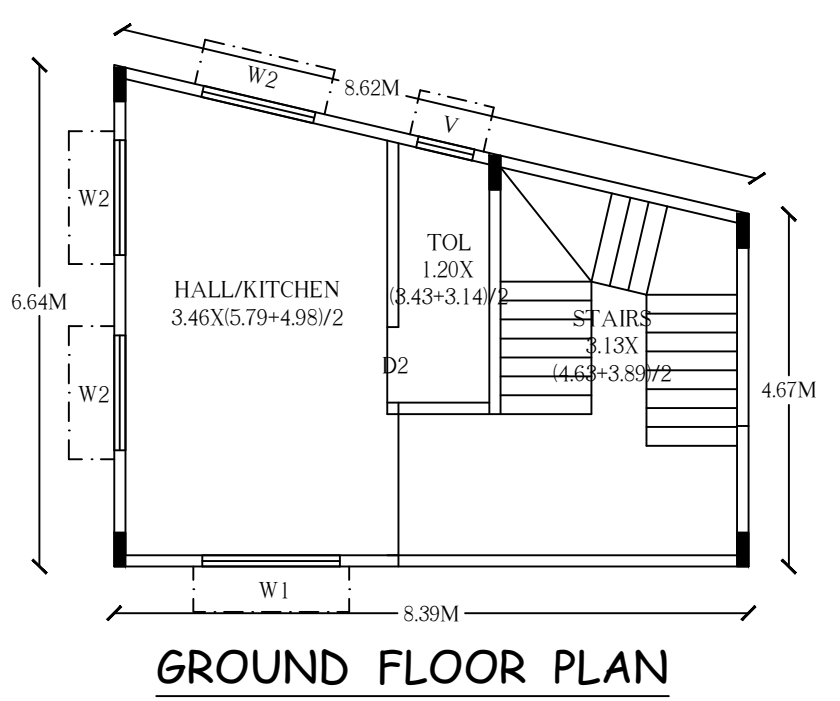 W2
8.62M
V
W2
TOL
1.20X
(3.43+3.14)/2
HALL/KITCHEN
3.46X(5.79+4.98)/2
6.64M
STAIRS
3.13X
(4.63+3.89)/2
D2
W2
4.67M
W1
8.39M
GROUND FLOOR PLAN